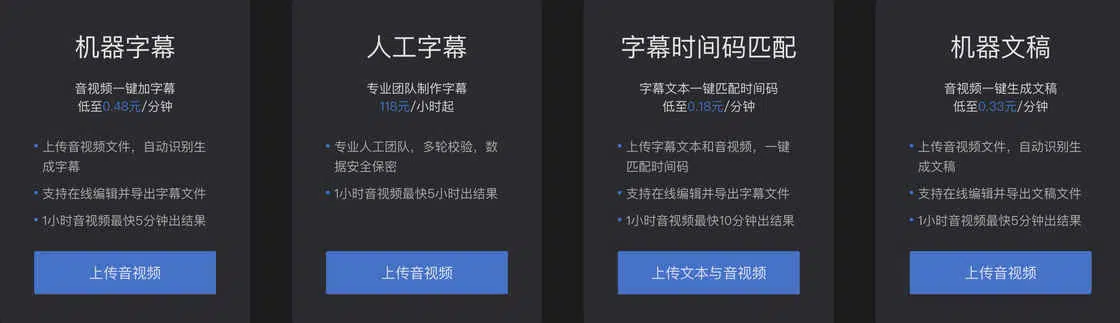 机器字幕
音视频一键加字幕
低至0.48元/分钟
上传音视频文件，自动识别生
成字幕
支持在线编辑并导出字幕文件
1小时音视频最快5分钟出结果
上传音视频
人工字幕
专业团队制作字幕
118元/小时起
专业人工团队，多轮校验，数
据安全保密
1小时音视频最快5小时出结果
上传音视频
字幕时间码匹配
字幕文本一键匹配时间码
低至0.18元/分钟
上传字幕文本和音视频，一键
匹配时间码
支持在线编辑并导出字幕文件
1小时音视频最快10分钟出结果
上传文本与音视频
机器文稿
音视频一键生成文稿
低至0.33元/分钟
上传音视频文件，自动识别生
成文稿
支持在线编辑并导出文稿文件
1小时音视频最快5分钟出结果
上传音视频